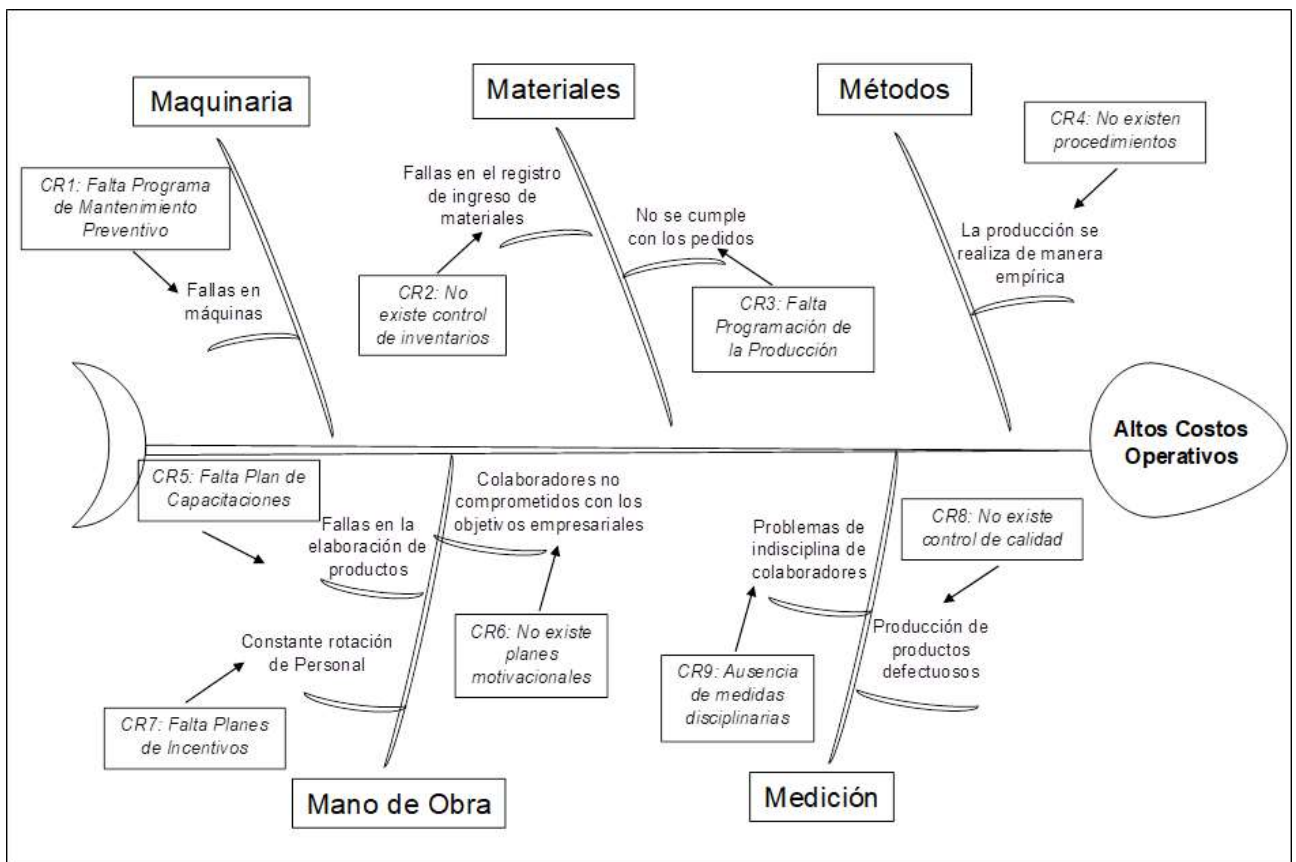 Maquinaria
Materiales
Métodos
CR4: No existen
procedimientos
CR1: Falta Programa
de Mantenimiento
Preventivo
Fallas en
máquinas
Fallas en el registro
de ingreso de
materiales
CR2: No
existe control
de inventarios
No se cumple
con los pedidos
CR3: Falta
Programación de
la Producción
La producción se
realiza de manera
empírica
Altos Costos
Operativos
CR5: Falta Plan de
Capacitaciones
Fallas en la
elaboración de
productos
Colaboradores no
comprometidos con los
objetivos empresariales
CR6: No existe
planes
motivacionales
Constante rotación
de Personal
CR7: Falta Planes
de Incentivos
Problemas de
indisciplina de
colaboradores
CR9: Ausencia
de medidas
disciplinarias
CR8: No existe
control de calidad
Producción de
productos
defectuosos
Mano de Obra
Medición